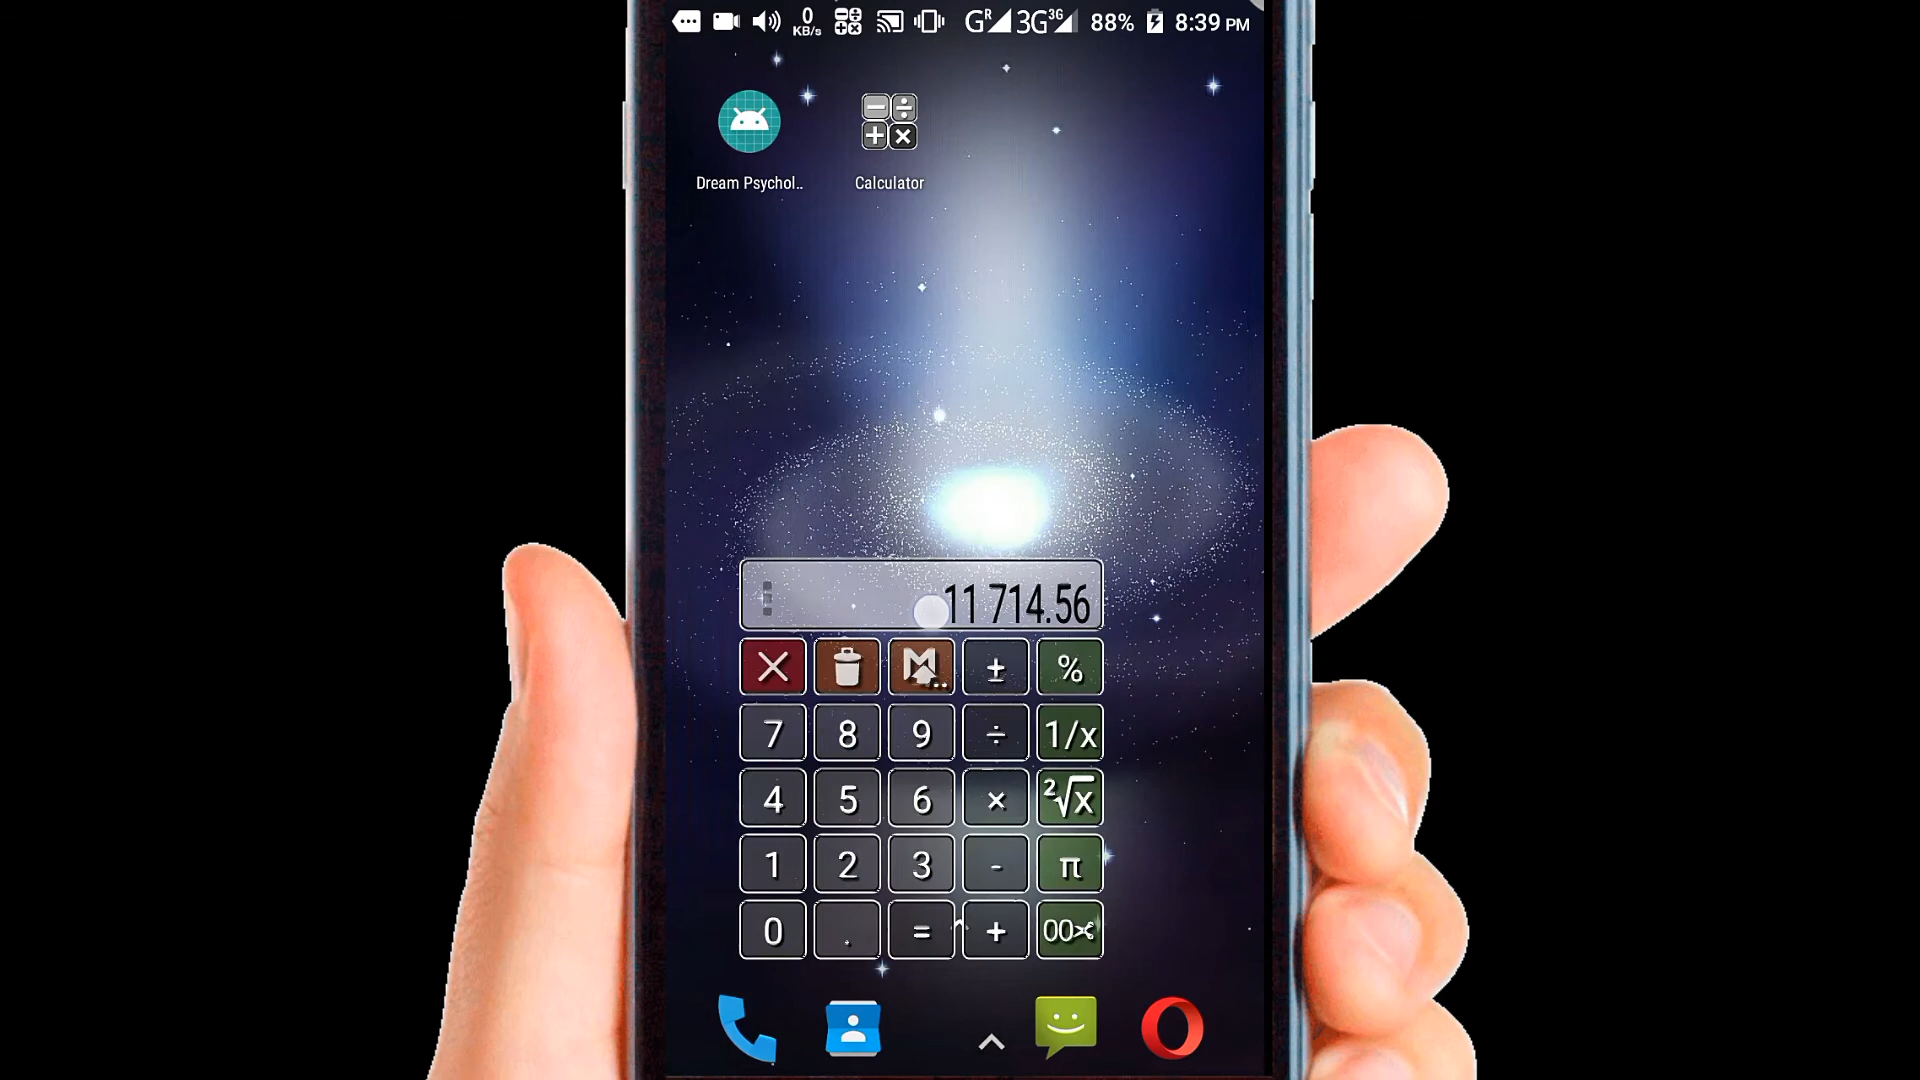 0
KB/s
G R 3G 3G 88% 8:39 PM
Dream Psychol.. Calculator
11 714.56
M... ± %
7 8 9 ÷ 1/x
4 5 6 × ²√x
1 2 3 - π
0 . = + 00